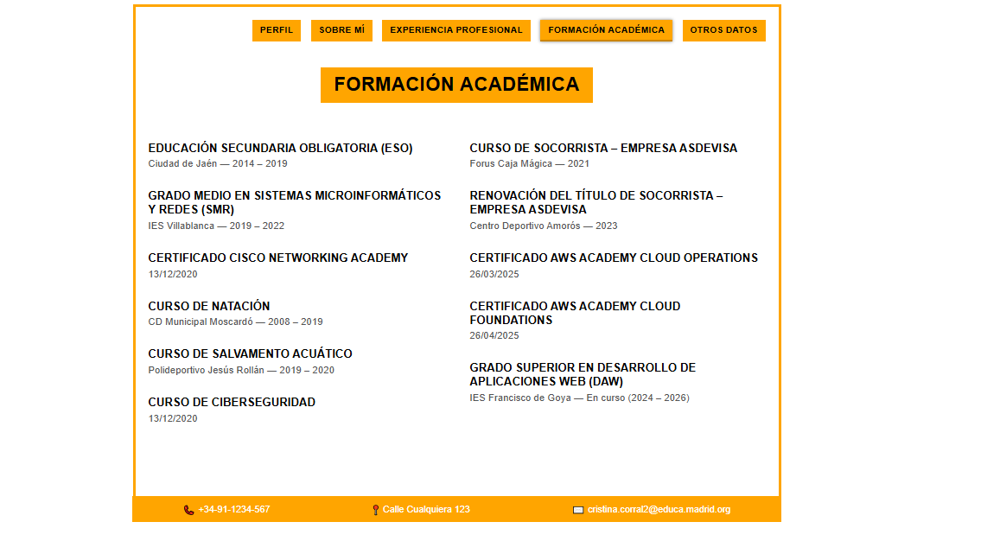 PERFIL SOBRE MÍ EXPERIENCIA PROFESIONAL FORMACIÓN ACADÉMICA OTROS DATOS
FORMACIÓN ACADÉMICA
EDUCACIÓN SECUNDARIA OBLIGATORIA (ESO)
Ciudad de Jaén — 2014 – 2019
GRADO MEDIO EN SISTEMAS MICROINFORMÁTICOS
Y REDES (SMR)
IES Villablanca — 2019 – 2022
CERTIFICADO CISCO NETWORKING ACADEMY
13/12/2020
CURSO DE NATACIÓN
CD Municipal Moscardó — 2008 – 2019
CURSO DE SALVAMENTO ACUÁTICO
Polideportivo Jesús Rollán — 2019 – 2020
CURSO DE CIBERSEGURIDAD
13/12/2020
CURSO DE SOCORRISTA – EMPRESA ASDEVISA
Forus Caja Mágica — 2021
RENOVACIÓN DEL TÍTULO DE SOCORRISTA –
EMPRESA ASDEVISA
Centro Deportivo Amorós — 2023
CERTIFICADO AWS ACADEMY CLOUD OPERATIONS
26/03/2025
CERTIFICADO AWS ACADEMY CLOUD
FOUNDATIONS
26/04/2025
GRADO SUPERIOR EN DESARROLLO DE
APLICACIONES WEB (DAW)
IES Francisco de Goya — En curso (2024 – 2026)
+34-91-1234-567 Calle Cualquiera 123 cristina.corral2@educa.madrid.org